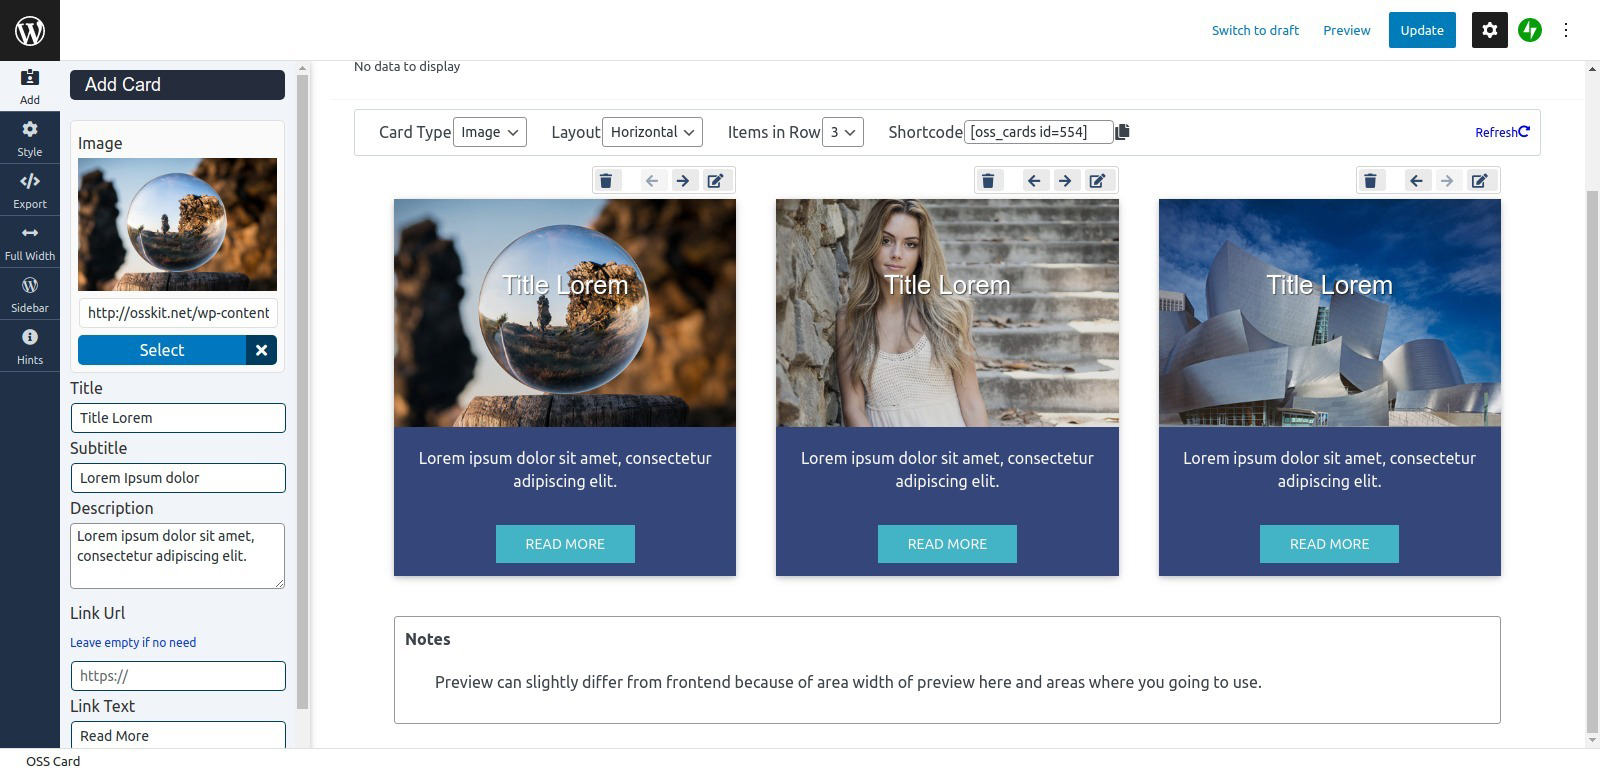 Switch to draft
Preview
Update
Add
Style
Export
Full Width
Sidebar
Hints
Add Card
Image
http://osskit.net/wp-content
Select
Title
Title Lorem
Subtitle
Lorem Ipsum dolor
Description
Lorem ipsum dolor sit amet,
consectetur adipiscing elit.
Link Url
Leave empty if no need
https://
Link Text
Read More
No data to display
Card Type Image Layout Horizontal Items in Row 3 Shortcode [oss_cards id=554] Refresh
Title Lorem
Lorem ipsum dolor sit amet, consectetur
adipiscing elit.
READ MORE
Title Lorem
Lorem ipsum dolor sit amet, consectetur
adipiscing elit.
READ MORE
Title Lorem
Lorem ipsum dolor sit amet, consectetur
adipiscing elit.
READ MORE
Notes
Preview can slightly differ from frontend because of area width of preview here and areas where you going to use.
OSS Card